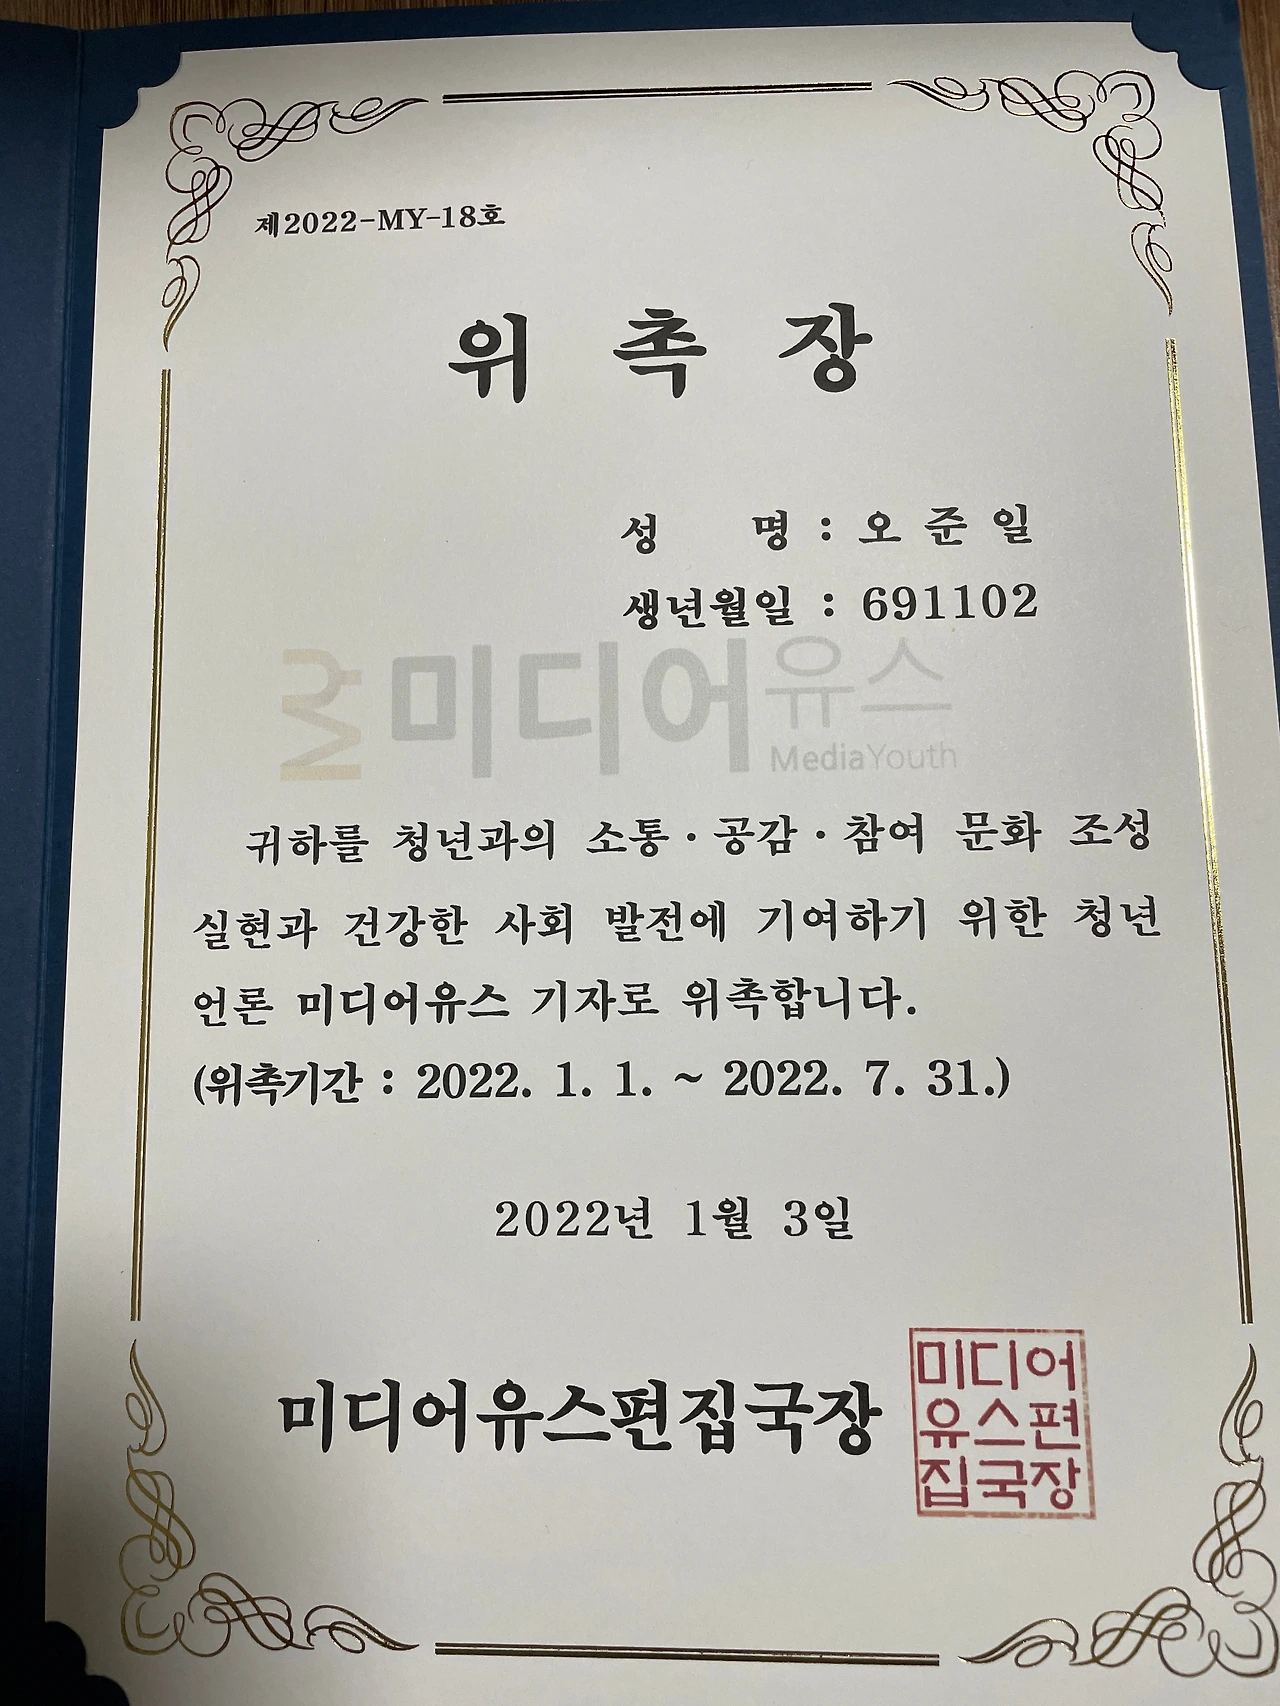 제2022-MY-18호
위 촉 장
성 명 : 오 준 일
생년월일 : 691102
미디어유스
MediaYouth
귀하를 청년과의 소통·공감·참여 문화 조성
실현과 건강한 사회 발전에 기여하기 위한 청년
언론 미디어유스 기자로 위촉합니다.
(위촉기간 : 2022. 1. 1. ~ 2022. 7. 31.)
2022년 1월 3일
미디어유스편집국장
미디어
유스편
집국장